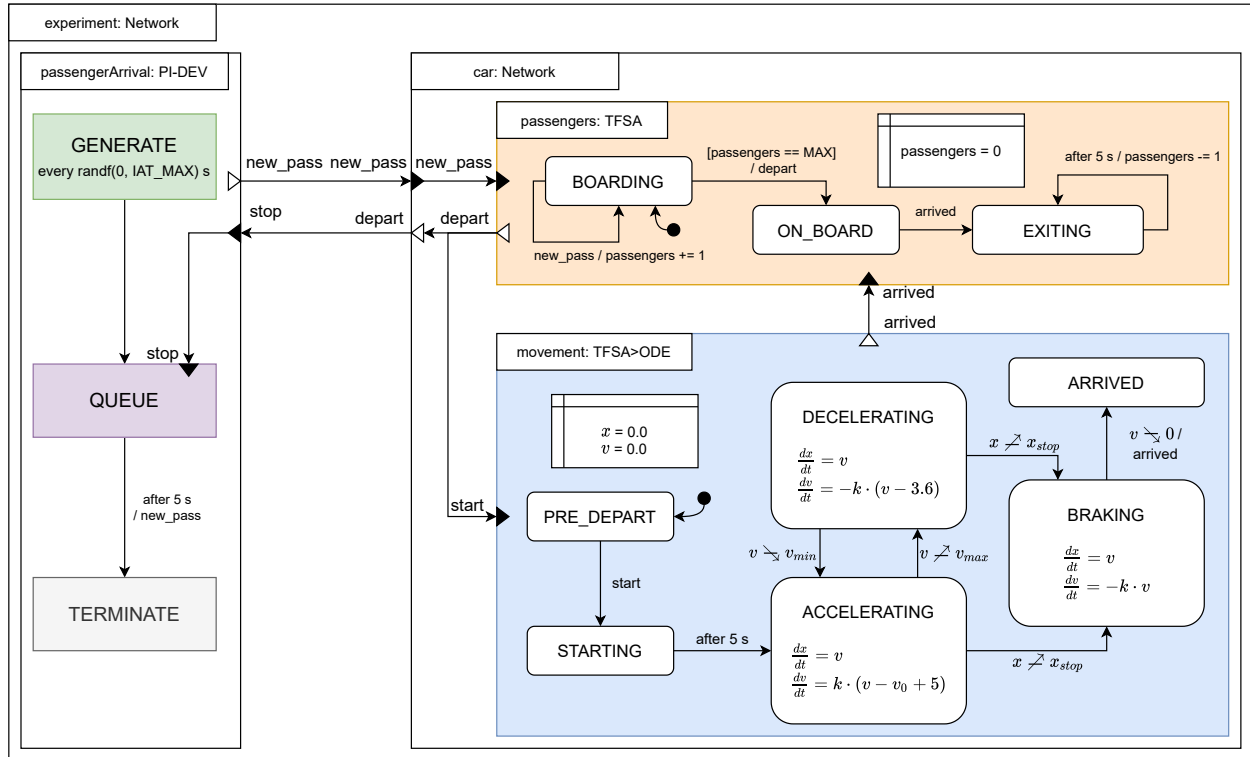 experiment: Network
passengerArrival: PI-DEV
GENERATE
every randf(0, IAT_MAX) s
new_pass
new_pass
new_pass
stop
depart
depart
stop
QUEUE
after 5 s
/ new_pass
TERMINATE
car: Network
passengers: TFSA
BOARDING
[passengers == MAX]
/ depart
passengers = 0
after 5 s / passengers -= 1
ON_BOARD
arrived
EXITING
new_pass / passengers += 1
arrived
arrived
movement: TFSA>ODE
x = 0.0
v = 0.0
start
PRE_DEPART
start
STARTING
after 5 s
DECELERATING
dx/dt = v
dv/dt = −k · (v − 3.6)
v ↘ v_min
v ↗ v_max
ACCELERATING
dx/dt = v
dv/dt = k · (v − v_0 + 5)
x ↗ x_stop
x ↗ x_stop
ARRIVED
v ↘ 0 /
arrived
BRAKING
dx/dt = v
dv/dt = −k · v